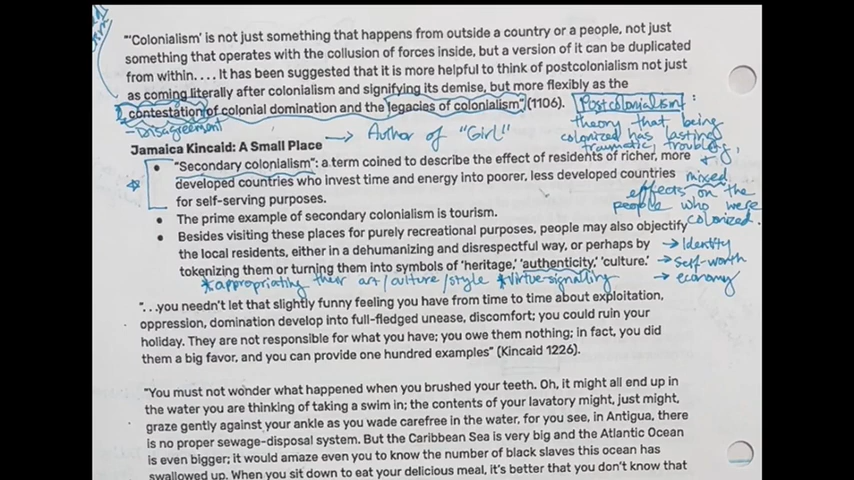 "'Colonialism' is not just something that happens from outside a country or a people, not just
something that operates with the collusion of forces inside, but a version of it can be duplicated
from within. . . . It has been suggested that it is more helpful to think of postcolonialism not just
as coming literally after colonialism and signifying its demise, but more flexibly as the
contestation of colonial domination and the legacies of colonialism" (1106).
Postcolonialism:
theory that being
colonized has lasting
traumatic, troubling,
+
mixed
effects on the
people who were
colonized.
- Disagreement
→ Author of "Girl"
Jamaica Kincaid: A Small Place
• "Secondary colonialism": a term coined to describe the effect of residents of richer, more
developed countries who invest time and energy into poorer, less developed countries
for self-serving purposes.
• The prime example of secondary colonialism is tourism.
• Besides visiting these places for purely recreational purposes, people may also objectify
the local residents, either in a dehumanizing and disrespectful way, or perhaps by
tokenizing them or turning them into symbols of 'heritage,' 'authenticity,' 'culture.'
→ Identity
→ Self-worth
→ economy
*appropriating their art/culture/style *virtue-signalling
". . .you needn't let that slightly funny feeling you have from time to time about exploitation,
oppression, domination develop into full-fledged unease, discomfort; you could ruin your
holiday. They are not responsible for what you have; you owe them nothing; in fact, you did
them a big favor, and you can provide one hundred examples" (Kincaid 1226).
"You must not wonder what happened when you brushed your teeth. Oh, it might all end up in
the water you are thinking of taking a swim in; the contents of your lavatory might, just might,
graze gently against your ankle as you wade carefree in the water, for you see, in Antigua, there
is no proper sewage-disposal system. But the Caribbean Sea is very big and the Atlantic Ocean
is even bigger; it would amaze even you to know the number of black slaves this ocean has
swallowed up. When you sit down to eat your delicious meal, it's better that you don't know that